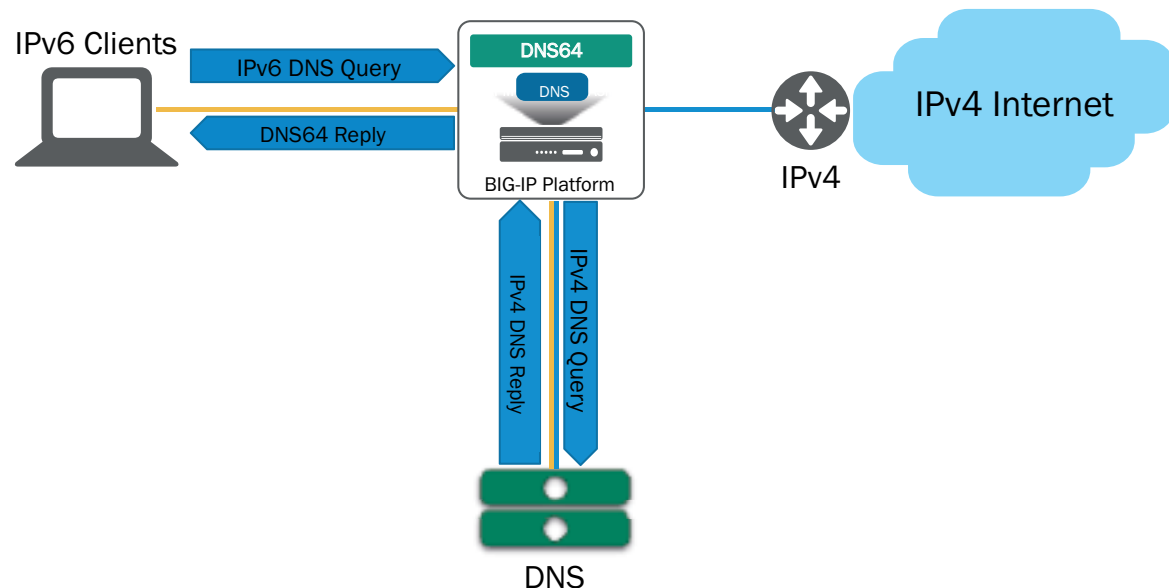 IPv6 Clients
IPv6 DNS Query
DNS64 Reply
DNS64
DNS
BIG-IP Platform
IPv4
IPv4 Internet
IPv4 DNS Reply
IPv4 DNS Query
DNS